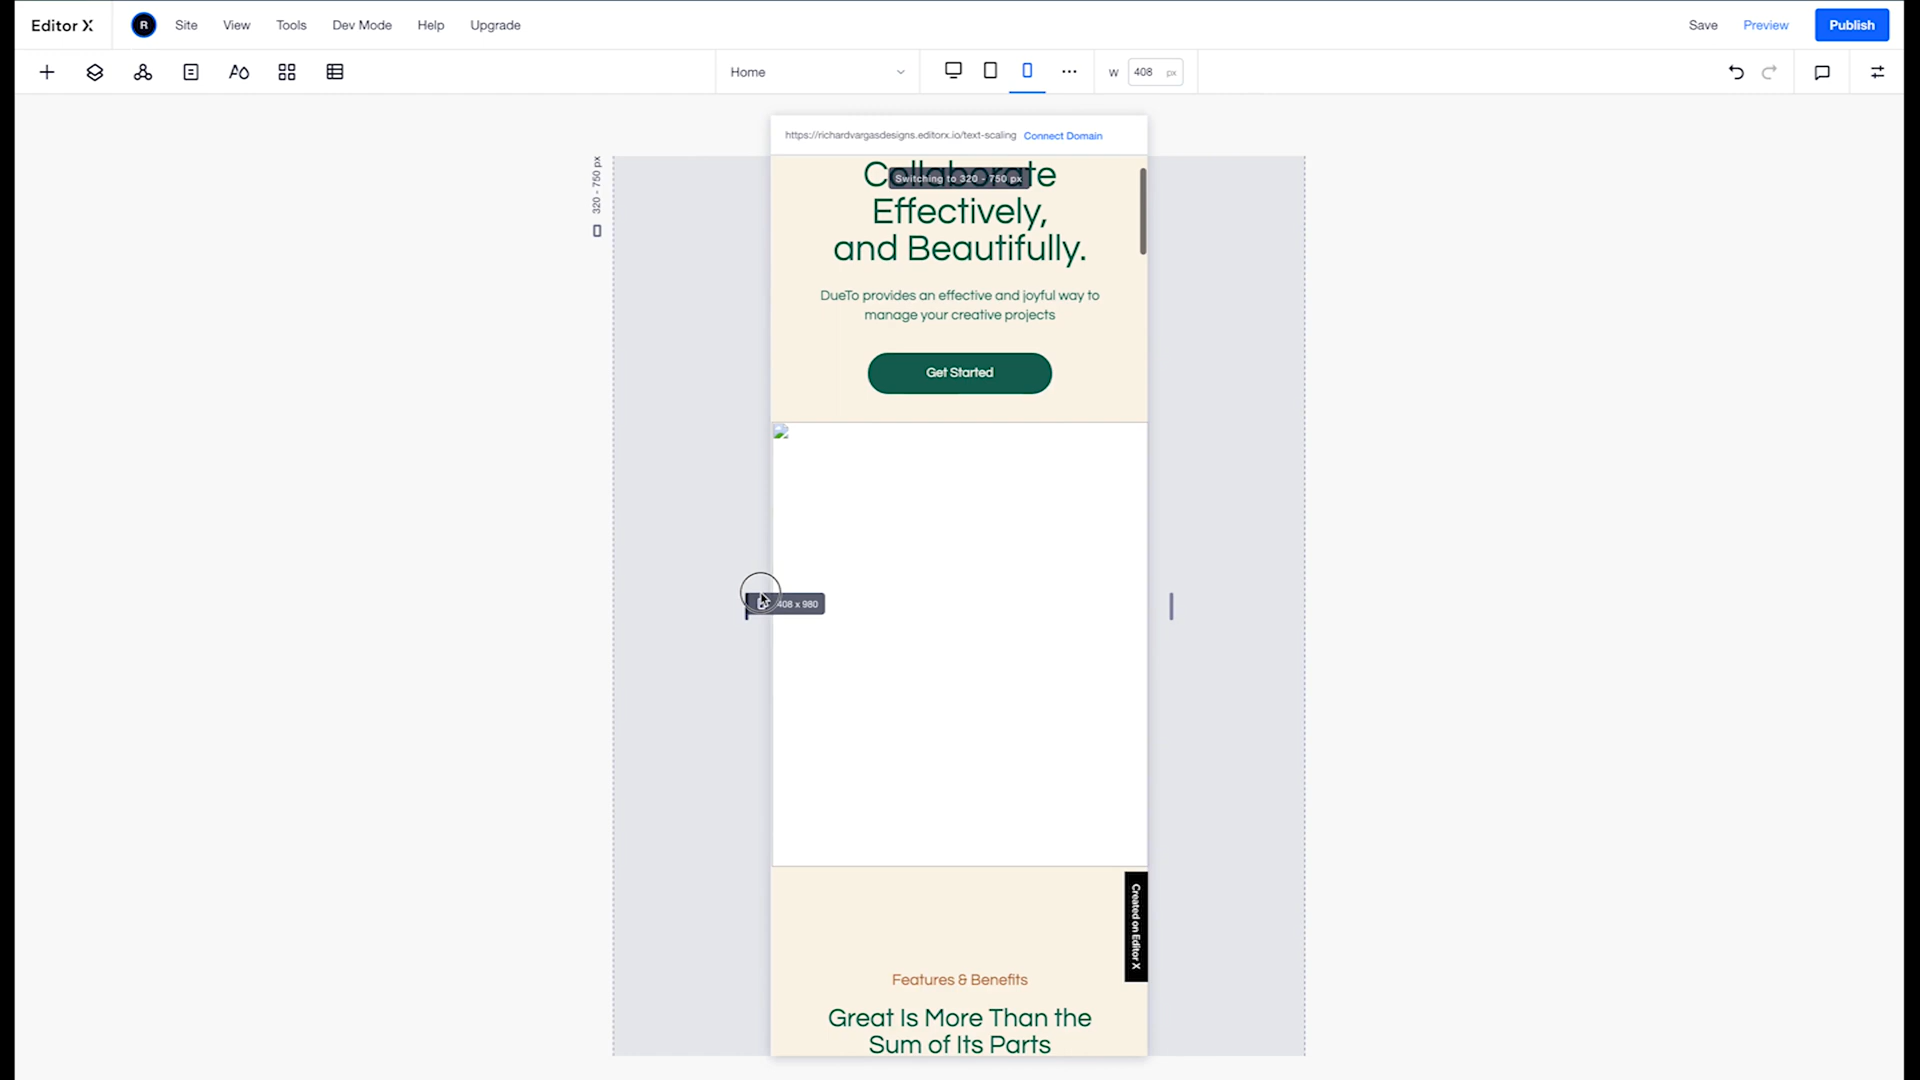 Editor X
R
Site
View
Tools
Dev Mode
Help
Upgrade
Save
Preview
Publish
Home
W
408
px
https://richardvargasdesigns.editorx.io/text-scaling
Connect Domain
320 - 750 px
Collaborate
Switching to 320 - 750 px
Effectively,
and Beautifully.
DueTo provides an effective and joyful way to
manage your creative projects
Get Started
408 x 980
Created on Editor X
Features & Benefits
Great Is More Than the
Sum of Its Parts